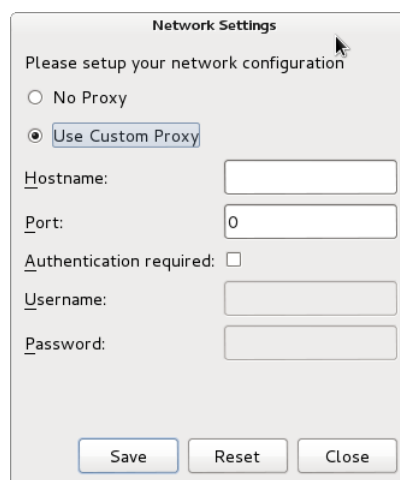 Network Settings
Please setup your network configuration
No Proxy
Use Custom Proxy
Hostname:
Port: 0
Authentication required:
Username:
Password:
Save Reset Close